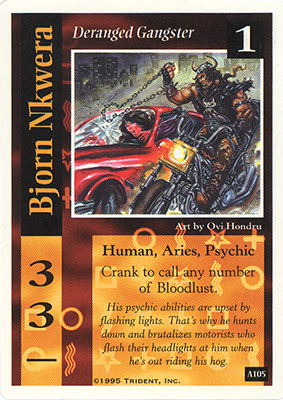 Bjorn Nkwera
Deranged Gangster
1
Art by Ovi Hondru
Human, Aries, Psychic
Crank to call any number
of Bloodlust.
His psychic abilities are upset by
flashing lights. That's why he hunts
down and brutalizes motorists who
flash their headlights at him when
he's out riding his hog.
3
3
©1995 TRIDENT, INC.
A105